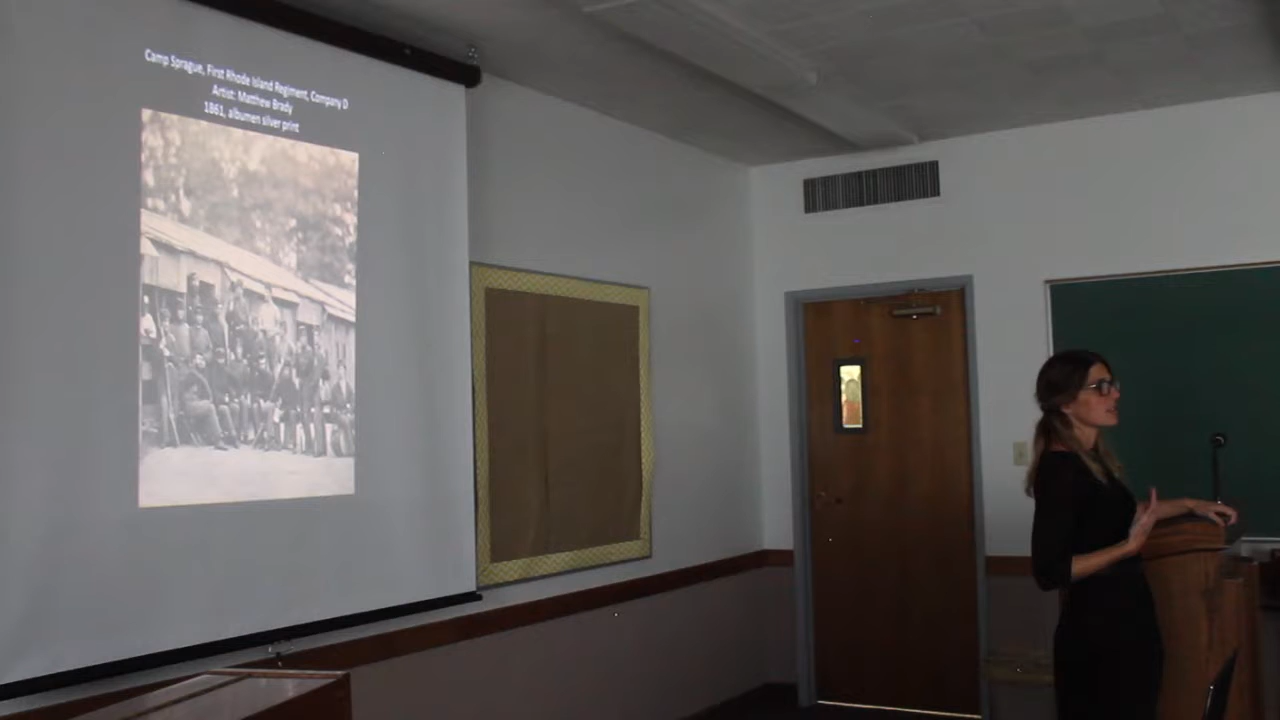 Camp Sprague, First Rhode Island Regiment, Company D
Artist: Matthew Brady
1861, albumen silver print